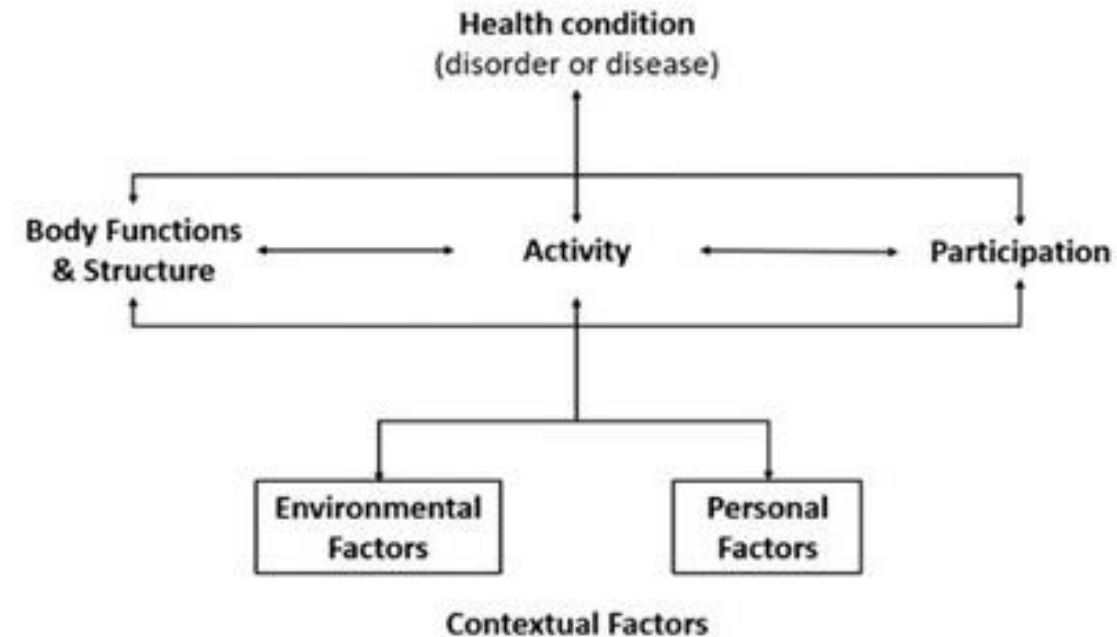 Health condition
(disorder or disease)
Body Functions
& Structure
Activity
Participation
Environmental
Factors
Personal
Factors
Contextual Factors